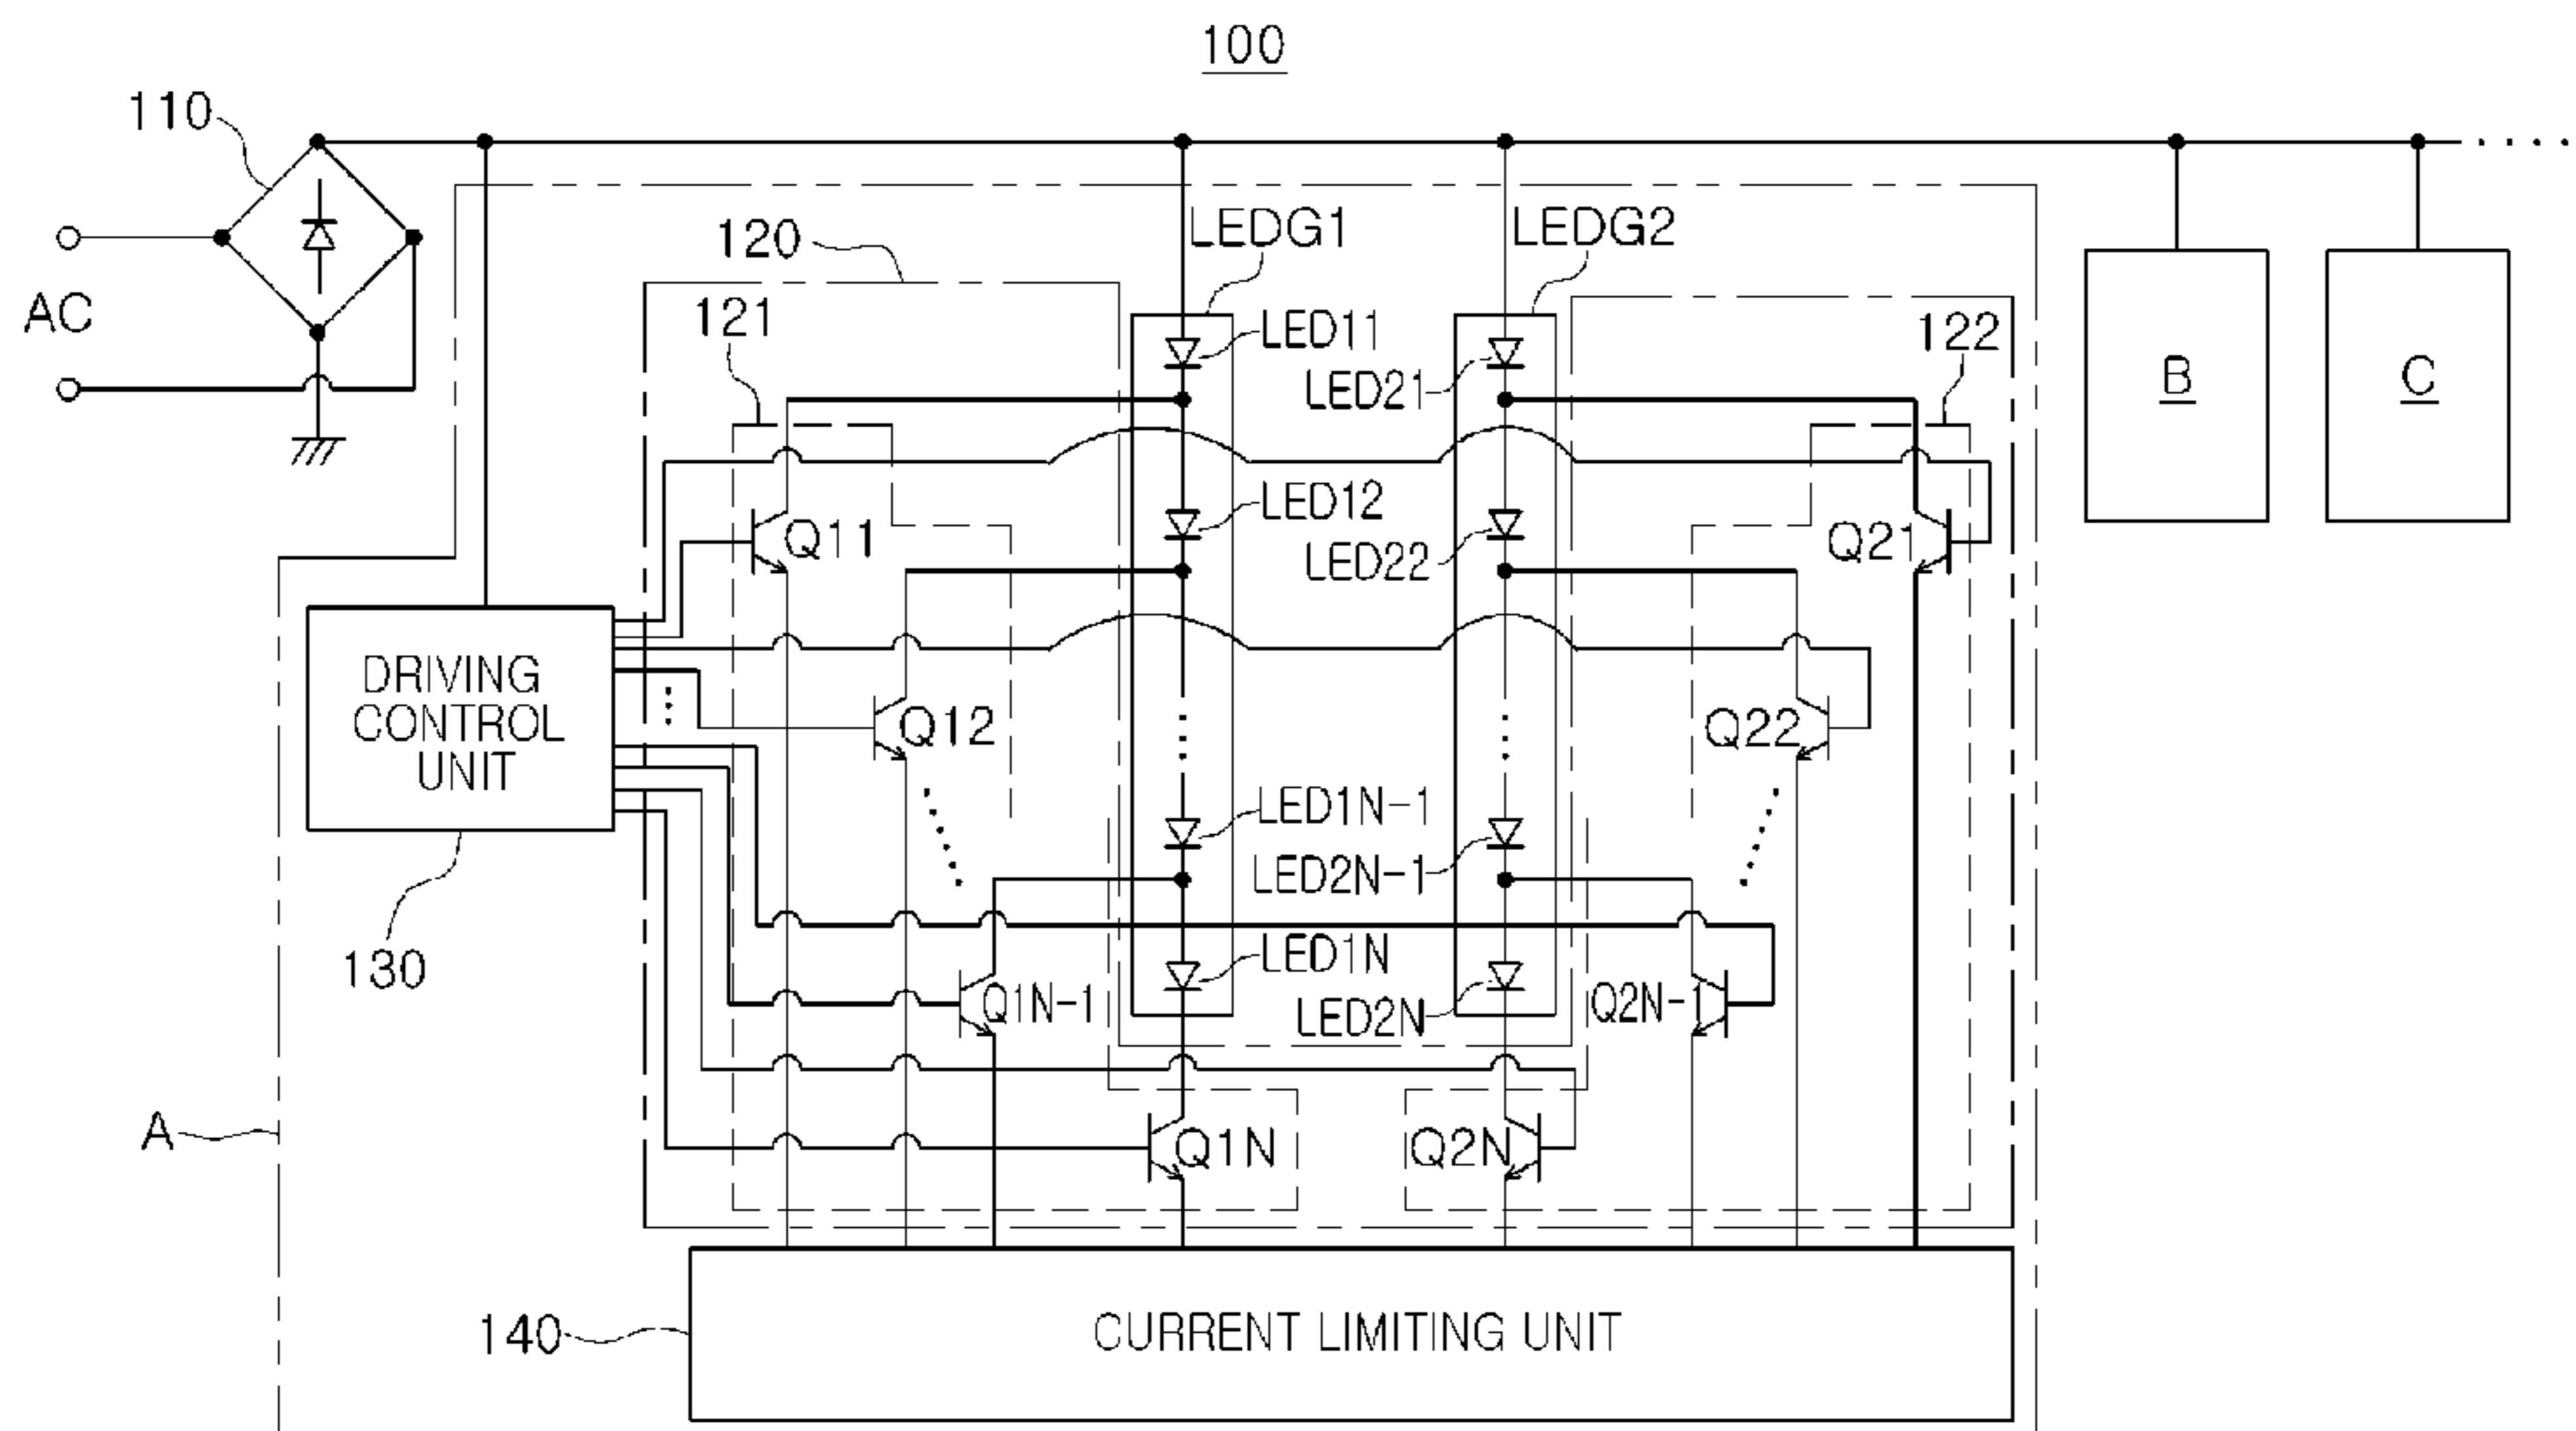 100
110
AC
120
LEDG1
LEDG2
121
122
LED11
LED21
B
C
LED12
LED22
Q11
Q21
DRIVING
CONTROL
UNIT
Q12
Q22
LED1N-1
LED2N-1
130
LED1N
LED2N
Q1N-1
Q2N-1
A
Q1N
Q2N
140
CURRENT LIMITING UNIT